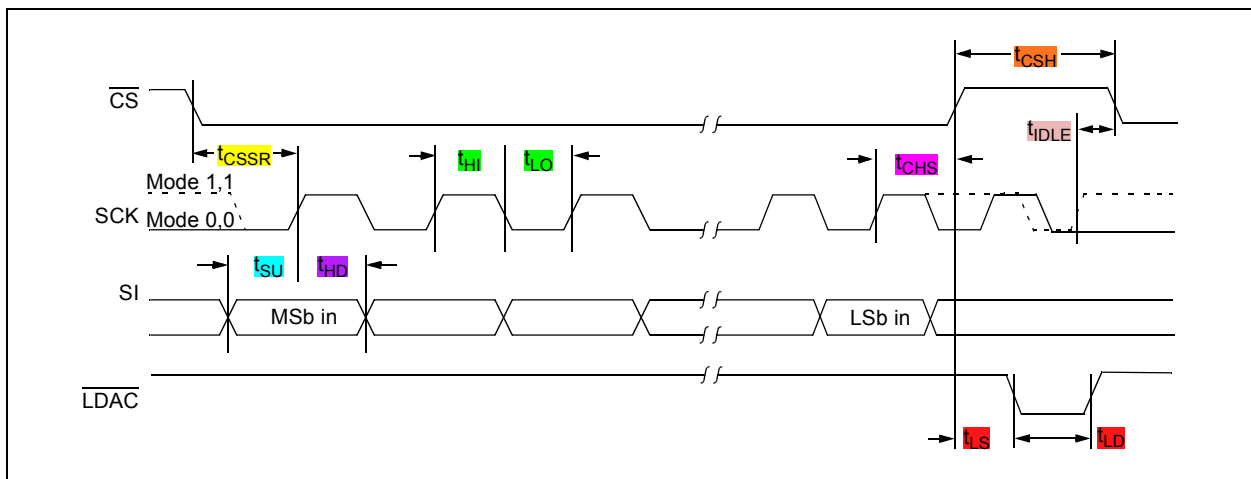 tCSH
CS
tIDLE
tCSSR
tHI
tLO
tCHS
Mode 1,1
SCK
Mode 0,0
tSU
tHD
SI
MSb in
LSb in
LDAC
tLS
tLD